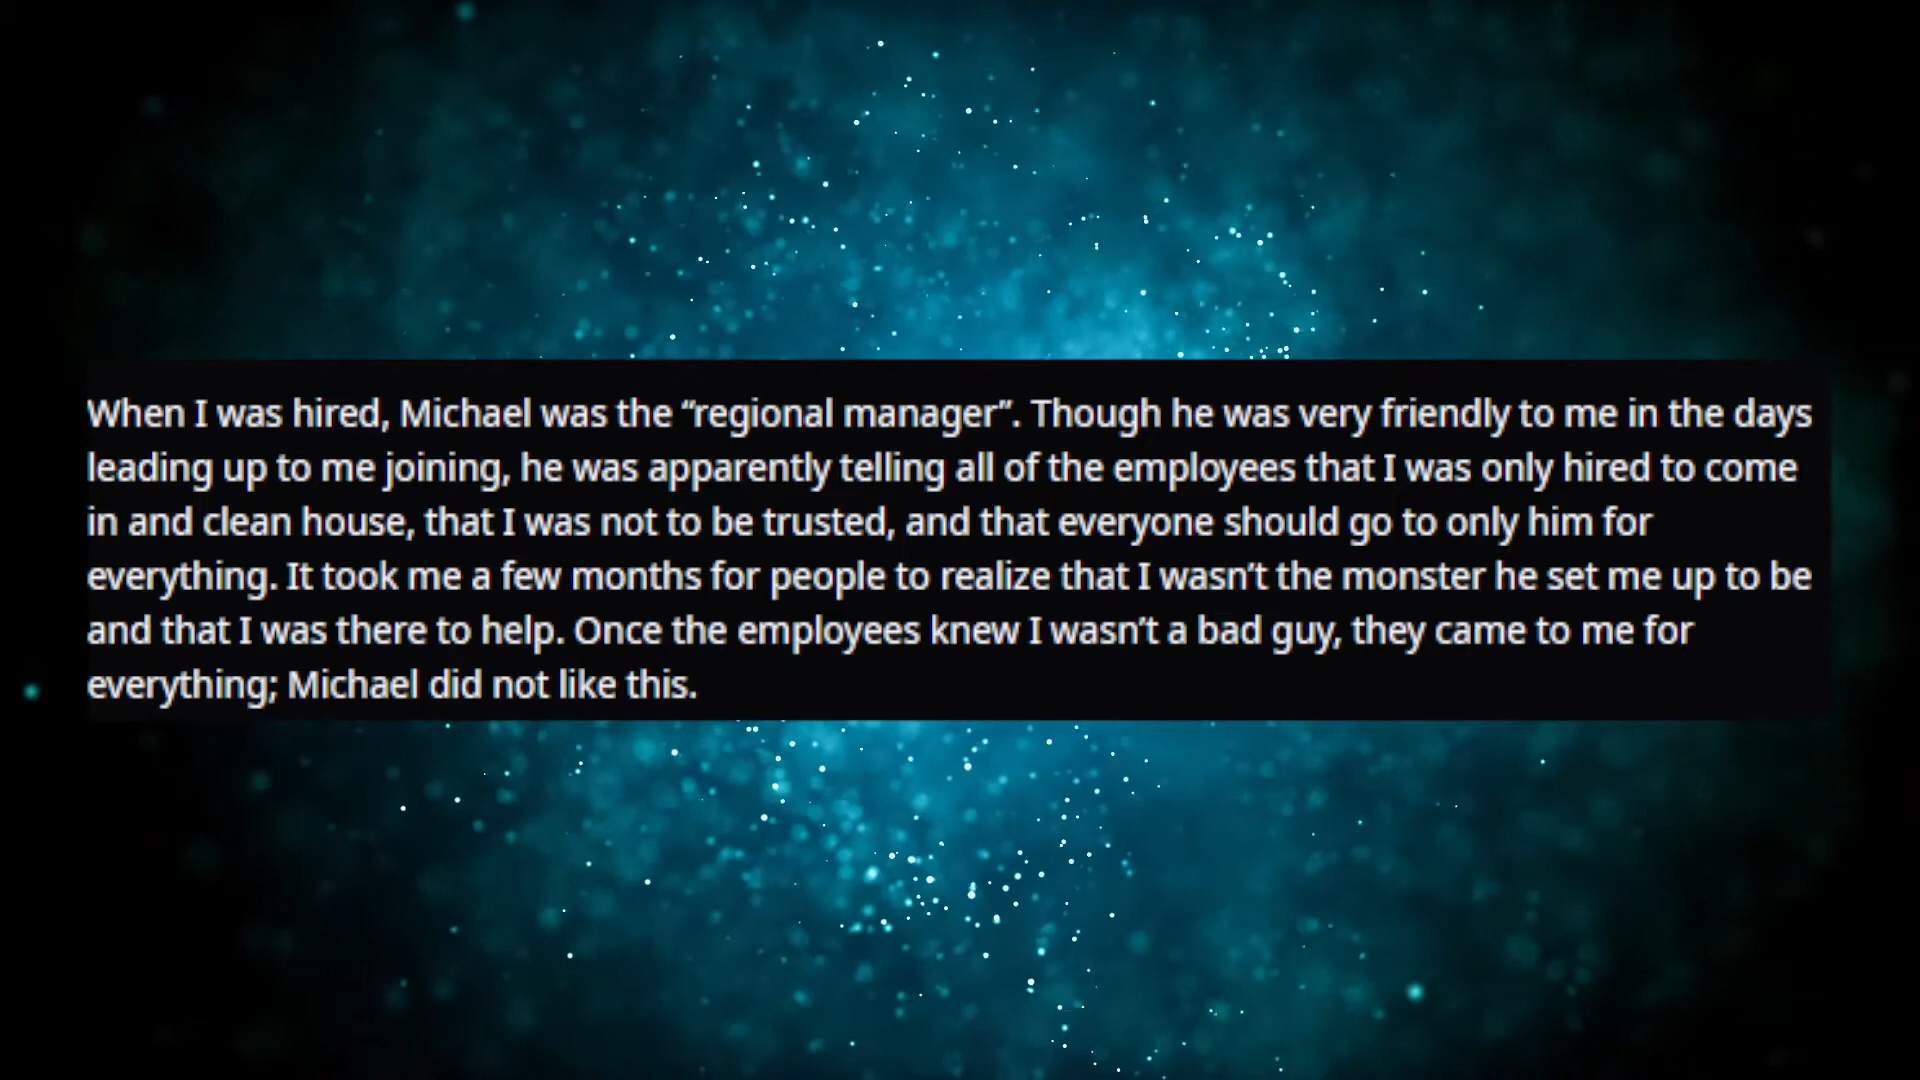 When I was hired, Michael was the “regional manager”. Though he was very friendly to me in the days
leading up to me joining, he was apparently telling all of the employees that I was only hired to come
in and clean house, that I was not to be trusted, and that everyone should go to only him for
everything. It took me a few months for people to realize that I wasn’t the monster he set me up to be
and that I was there to help. Once the employees knew I wasn’t a bad guy, they came to me for
everything; Michael did not like this.